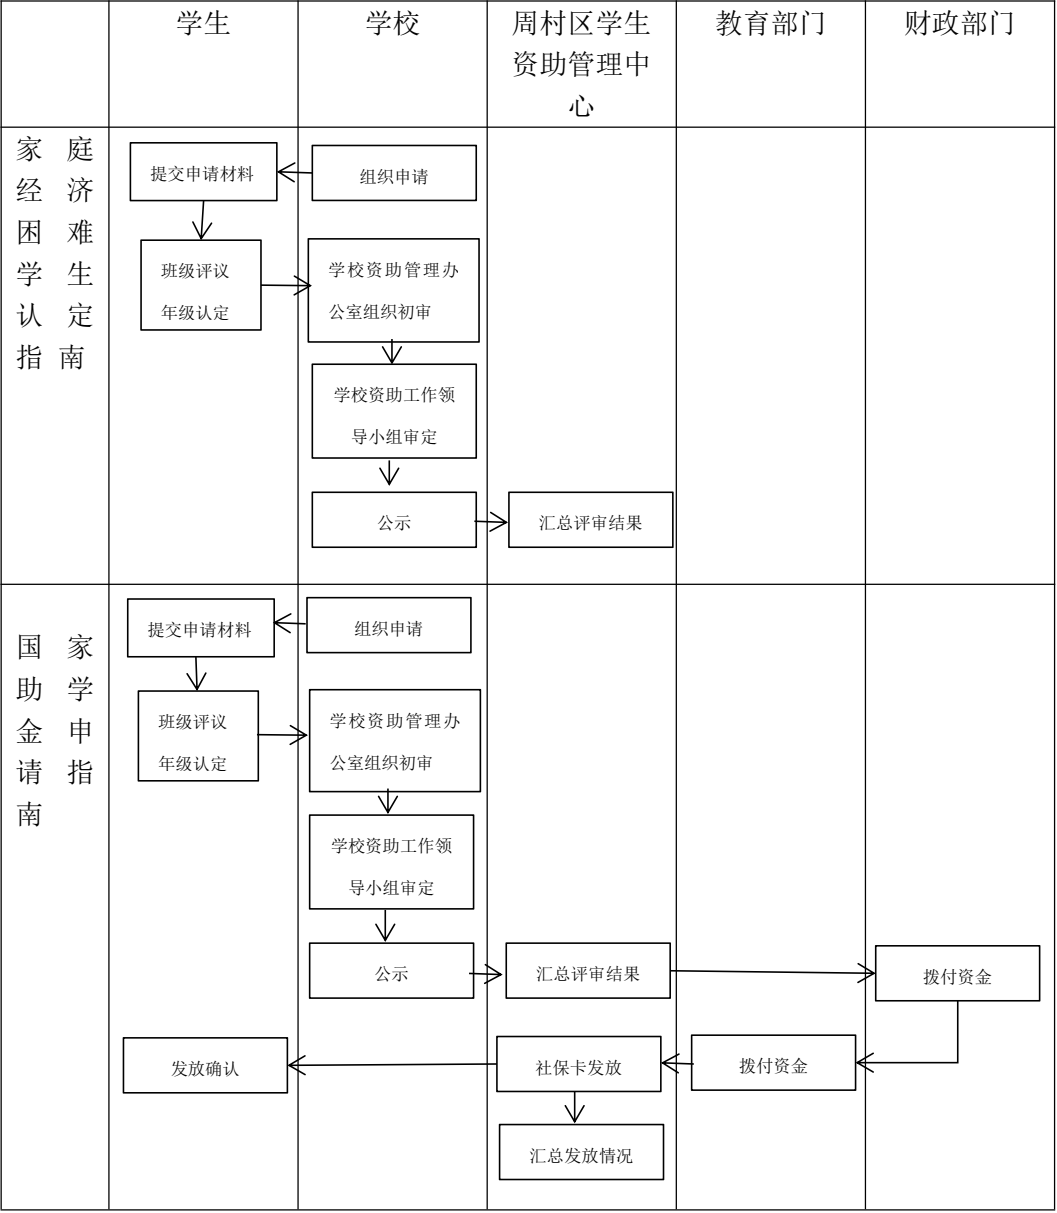 学生
学校
周村区学生
资助管理中
心
教育部门
财政部门
家庭
经济
困难
学生
认定
指南
提交申请材料
组织申请
班级评议
年级认定
学校资助管理办
公室组织初审
学校资助工作领
导小组审定
公示
汇总评审结果
国家
助学
金申
请指
南
提交申请材料
组织申请
班级评议
年级认定
学校资助管理办
公室组织初审
学校资助工作领
导小组审定
公示
汇总评审结果
拨付资金
发放确认
社保卡发放
拨付资金
汇总发放情况